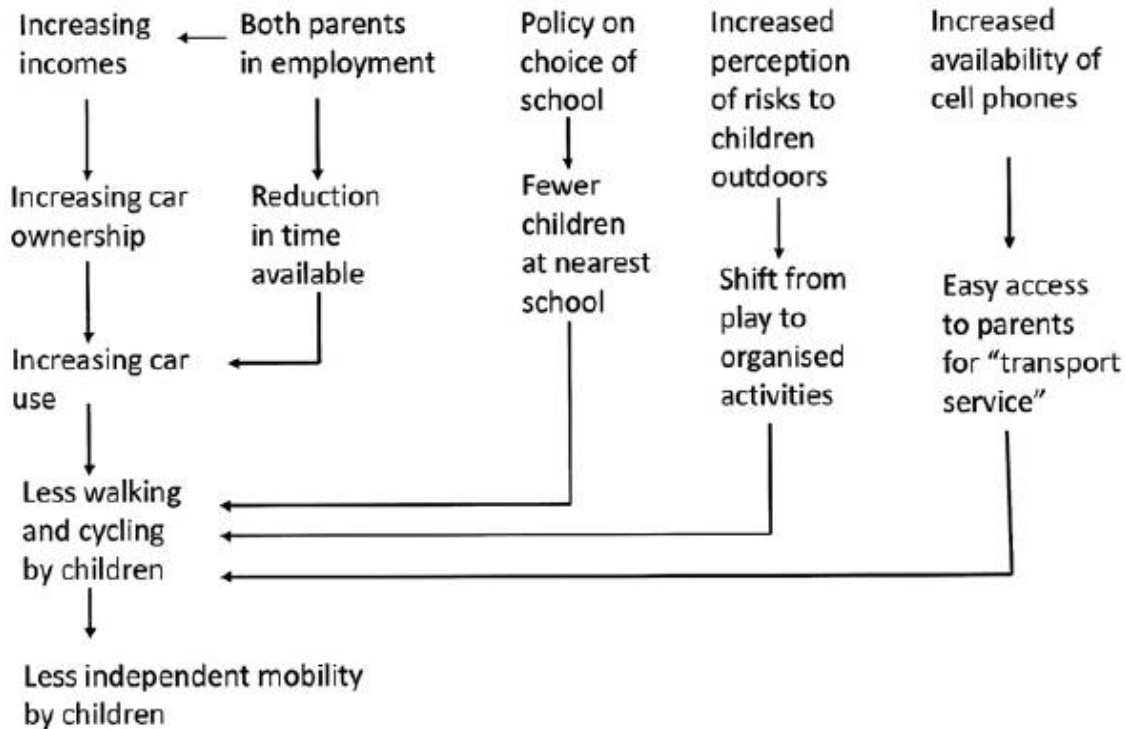 Increasing
incomes
Both parents
in employment
Policy on
choice of
school
Increased
perception
of risks to
children
outdoors
Increased
availability of
cell phones
Increasing car
ownership
Reduction
in time
available
Fewer
children
at nearest
school
Shift from
play to
organised
activities
Easy access
to parents
for “transport
service”
Increasing car
use
Less walking
and cycling
by children
Less independent mobility
by children